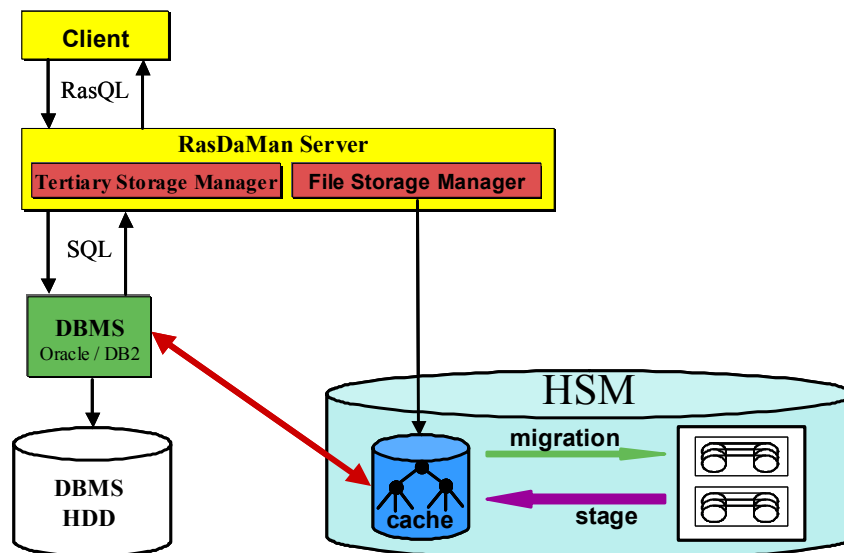 Client
RasQL
RasDaMan Server
Tertiary Storage Manager
File Storage Manager
SQL
DBMS
Oracle / DB2
HSM
migration
DBMS
HDD
cache
stage